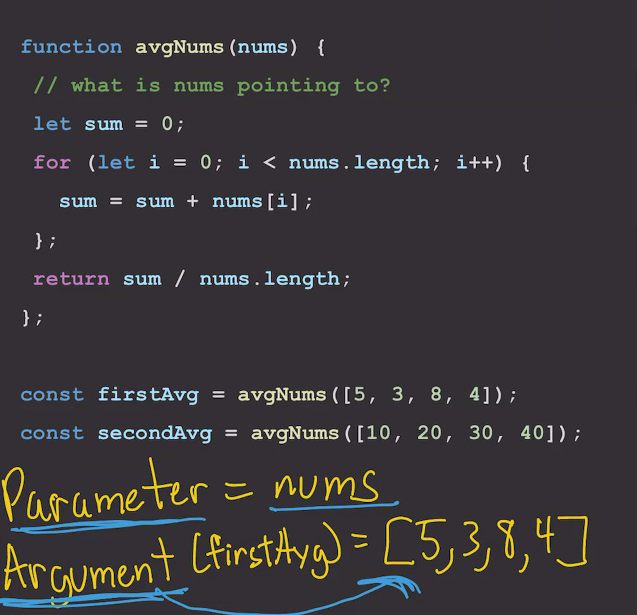 function avgNums(nums) {
// what is nums pointing to?
let sum = 0;
for (let i = 0; i < nums.length; i++) {
sum = sum + nums[i];
};
return sum / nums.length;
};
const firstAvg = avgNums([5, 3, 8, 4]);
const secondAvg = avgNums([10, 20, 30, 40]);
Parameter = nums
Argument (firstAvg) = [5,3,8,4]